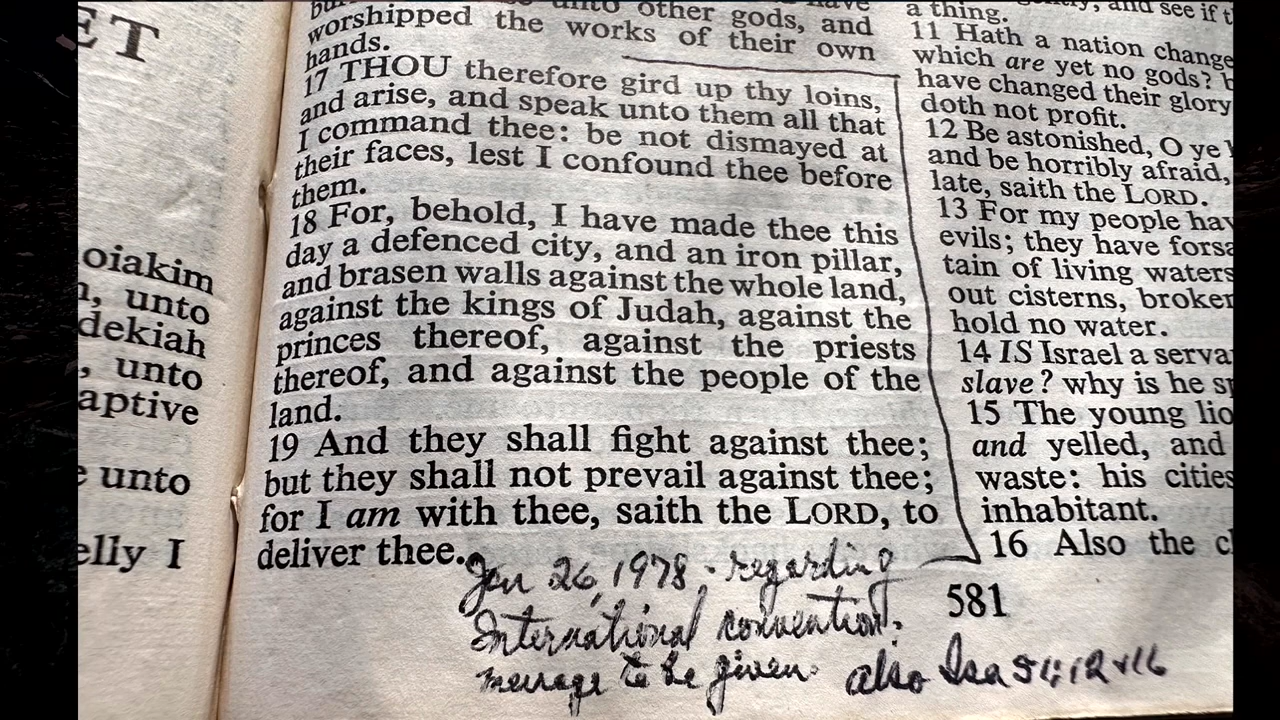 ET
oiakim
unto
dekiah
, unto
aptive
unto
elly I
unto other gods, and
worshipped the works of their own
hands.
17 THOU therefore gird up thy loins,
and arise, and speak unto them all that
I command thee: be not dismayed at
their faces, lest I confound thee before
them.
18 For, behold, I have made thee this
day a defenced city, and an iron pillar,
and brasen walls against the whole land,
against the kings of Judah, against the
princes thereof, against the priests
thereof, and against the people of the
land.
19 And they shall fight against thee;
but they shall not prevail against thee;
for I am with thee, saith the LORD, to
deliver thee.
Jan 26, 1978, regarding
International convention,
message to be given. also Isa 51:12+16
and see if t
a thing.
11 Hath a nation change
which are yet no gods? b
have changed their glory
doth not profit.
12 Be astonished, O ye
and be horribly afraid,
late, saith the LORD.
13 For my people hav
evils; they have forsa
tain of living waters
out cisterns, broken
hold no water.
14 IS Israel a serva
slave? why is he sp
15 The young lio
and yelled, and
waste: his cities
inhabitant.
16 Also the c
581